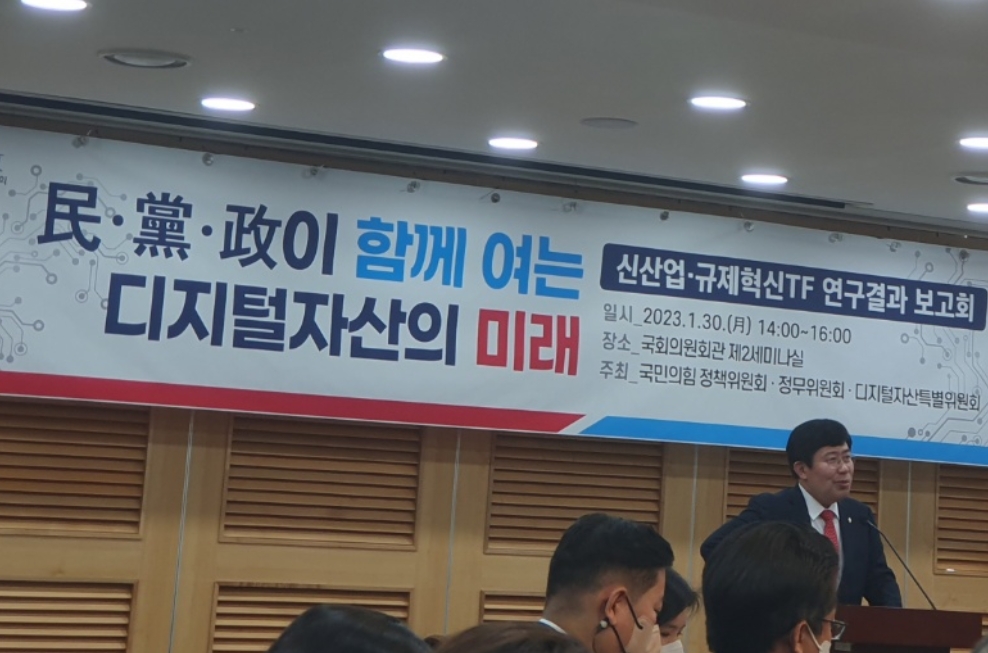 民·黨·政이 함께 여는
디지털자산의 미래
신산업·규제혁신TF 연구결과 보고회
일시_2023.1.30.(月) 14:00~16:00
장소_국회의원회관 제2세미나실
주최_국민의힘 정책위원회·정무위원회·디지털자산특별위원회